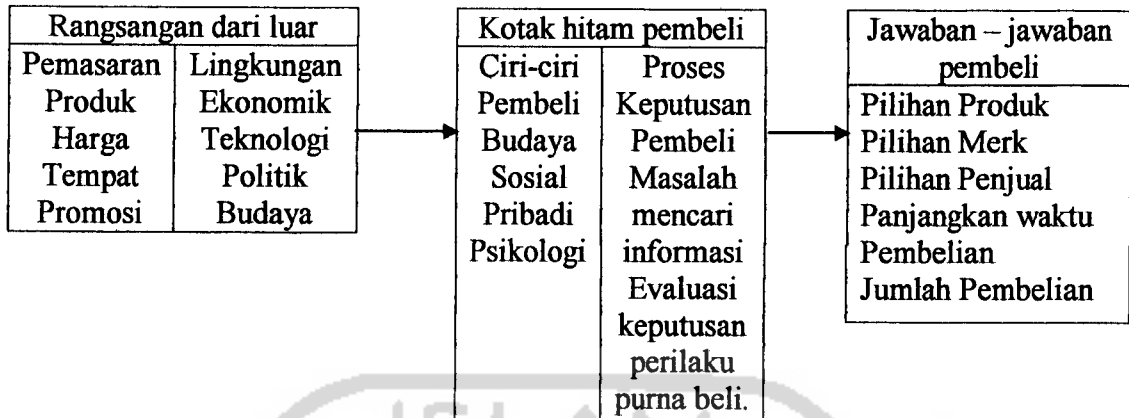 Rangsangan dari luar
Pemasaran
Produk
Harga
Tempat
Promosi
Lingkungan
Ekonomik
Teknologi
Politik
Budaya
Kotak hitam pembeli
Ciri-ciri
Pembeli
Budaya
Sosial
Pribadi
Psikologi
Proses
Keputusan
Pembeli
Masalah
mencari
informasi
Evaluasi
keputusan
perilaku
purna beli.
Jawaban – jawaban
pembeli
Pilihan Produk
Pilihan Merk
Pilihan Penjual
Panjangkan waktu
Pembelian
Jumlah Pembelian